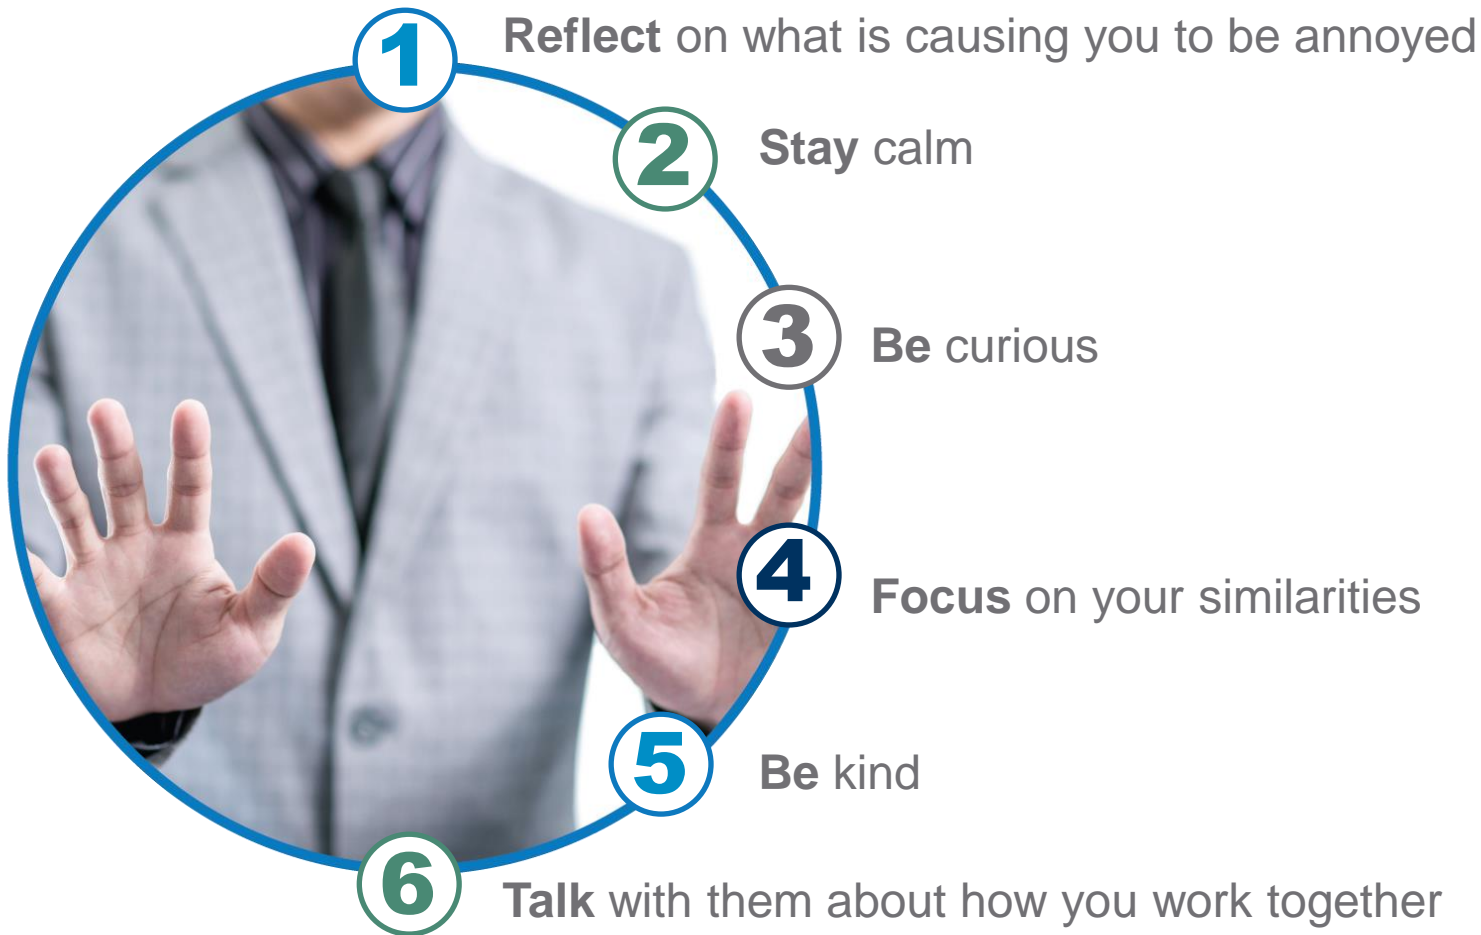 1 Reflect on what is causing you to be annoyed
2 Stay calm
3 Be curious
4 Focus on your similarities
5 Be kind
6 Talk with them about how you work together